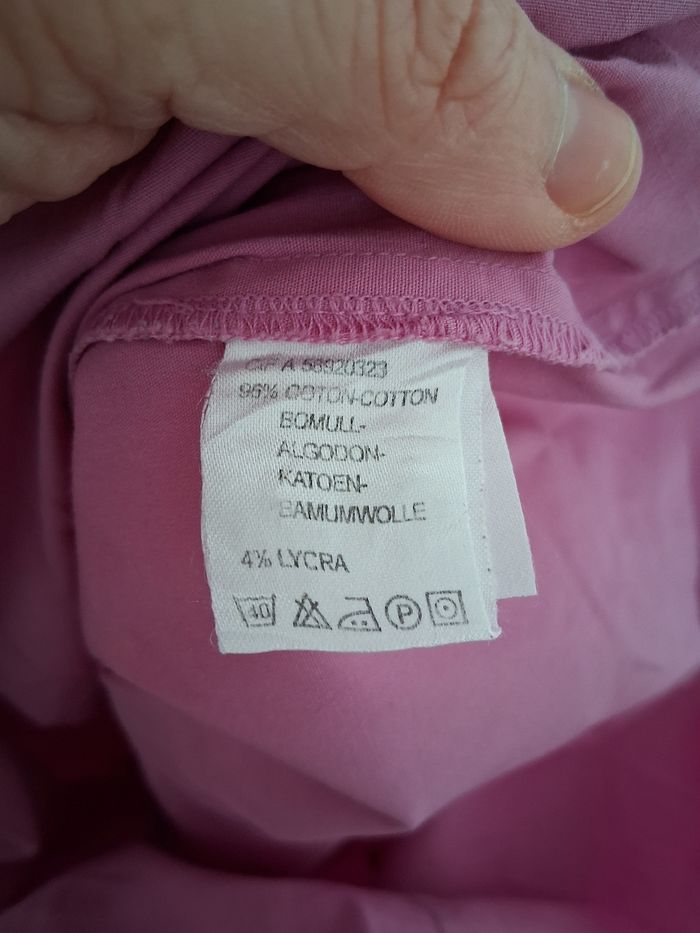 CIF A 58920323
96% COTON-COTTON
BOMULL-
ALGODON-
KATOEN-
BAMUMWOLLE
4% LYCRA
40 P